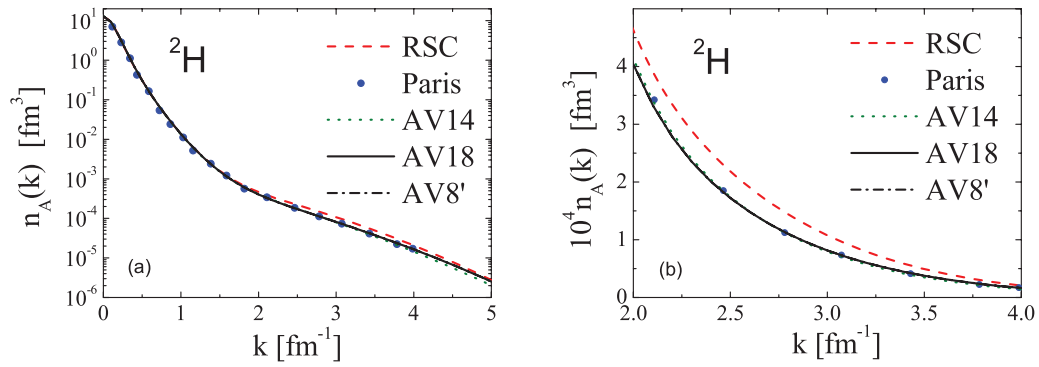 10¹
10⁰
10⁻¹
10⁻²
10⁻³
10⁻⁴
10⁻⁵
10⁻⁶
n_A(k) [fm³]
²H
RSC
Paris
AV14
AV18
AV8'
(a)
0 1 2 3 4 5
k [fm⁻¹]
4
3
2
1
0
10⁴n_A(k) [fm³]
²H
RSC
Paris
AV14
AV18
AV8'
(b)
2.0 2.5 3.0 3.5 4.0
k [fm⁻¹]